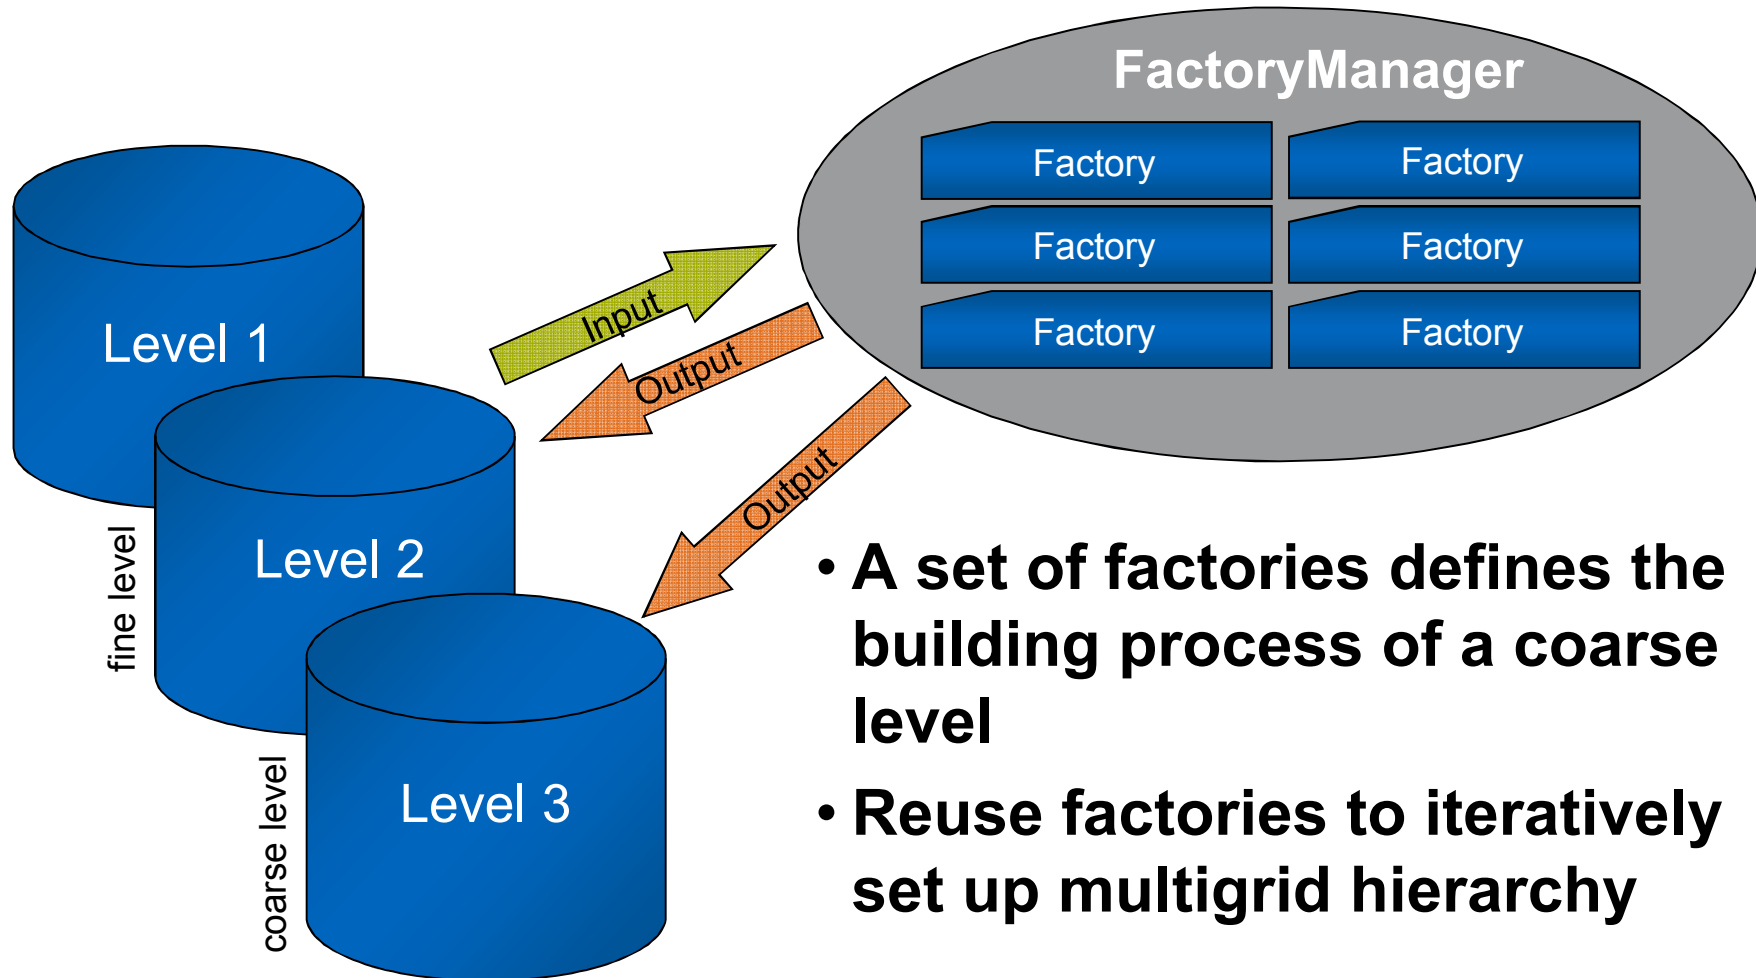 FactoryManager
Factory Factory
Factory Factory
Factory Factory
Level 1
Input
Output
Output
fine level
Level 2
coarse level
Level 3
• A set of factories defines the
building process of a coarse
level
• Reuse factories to iteratively
set up multigrid hierarchy